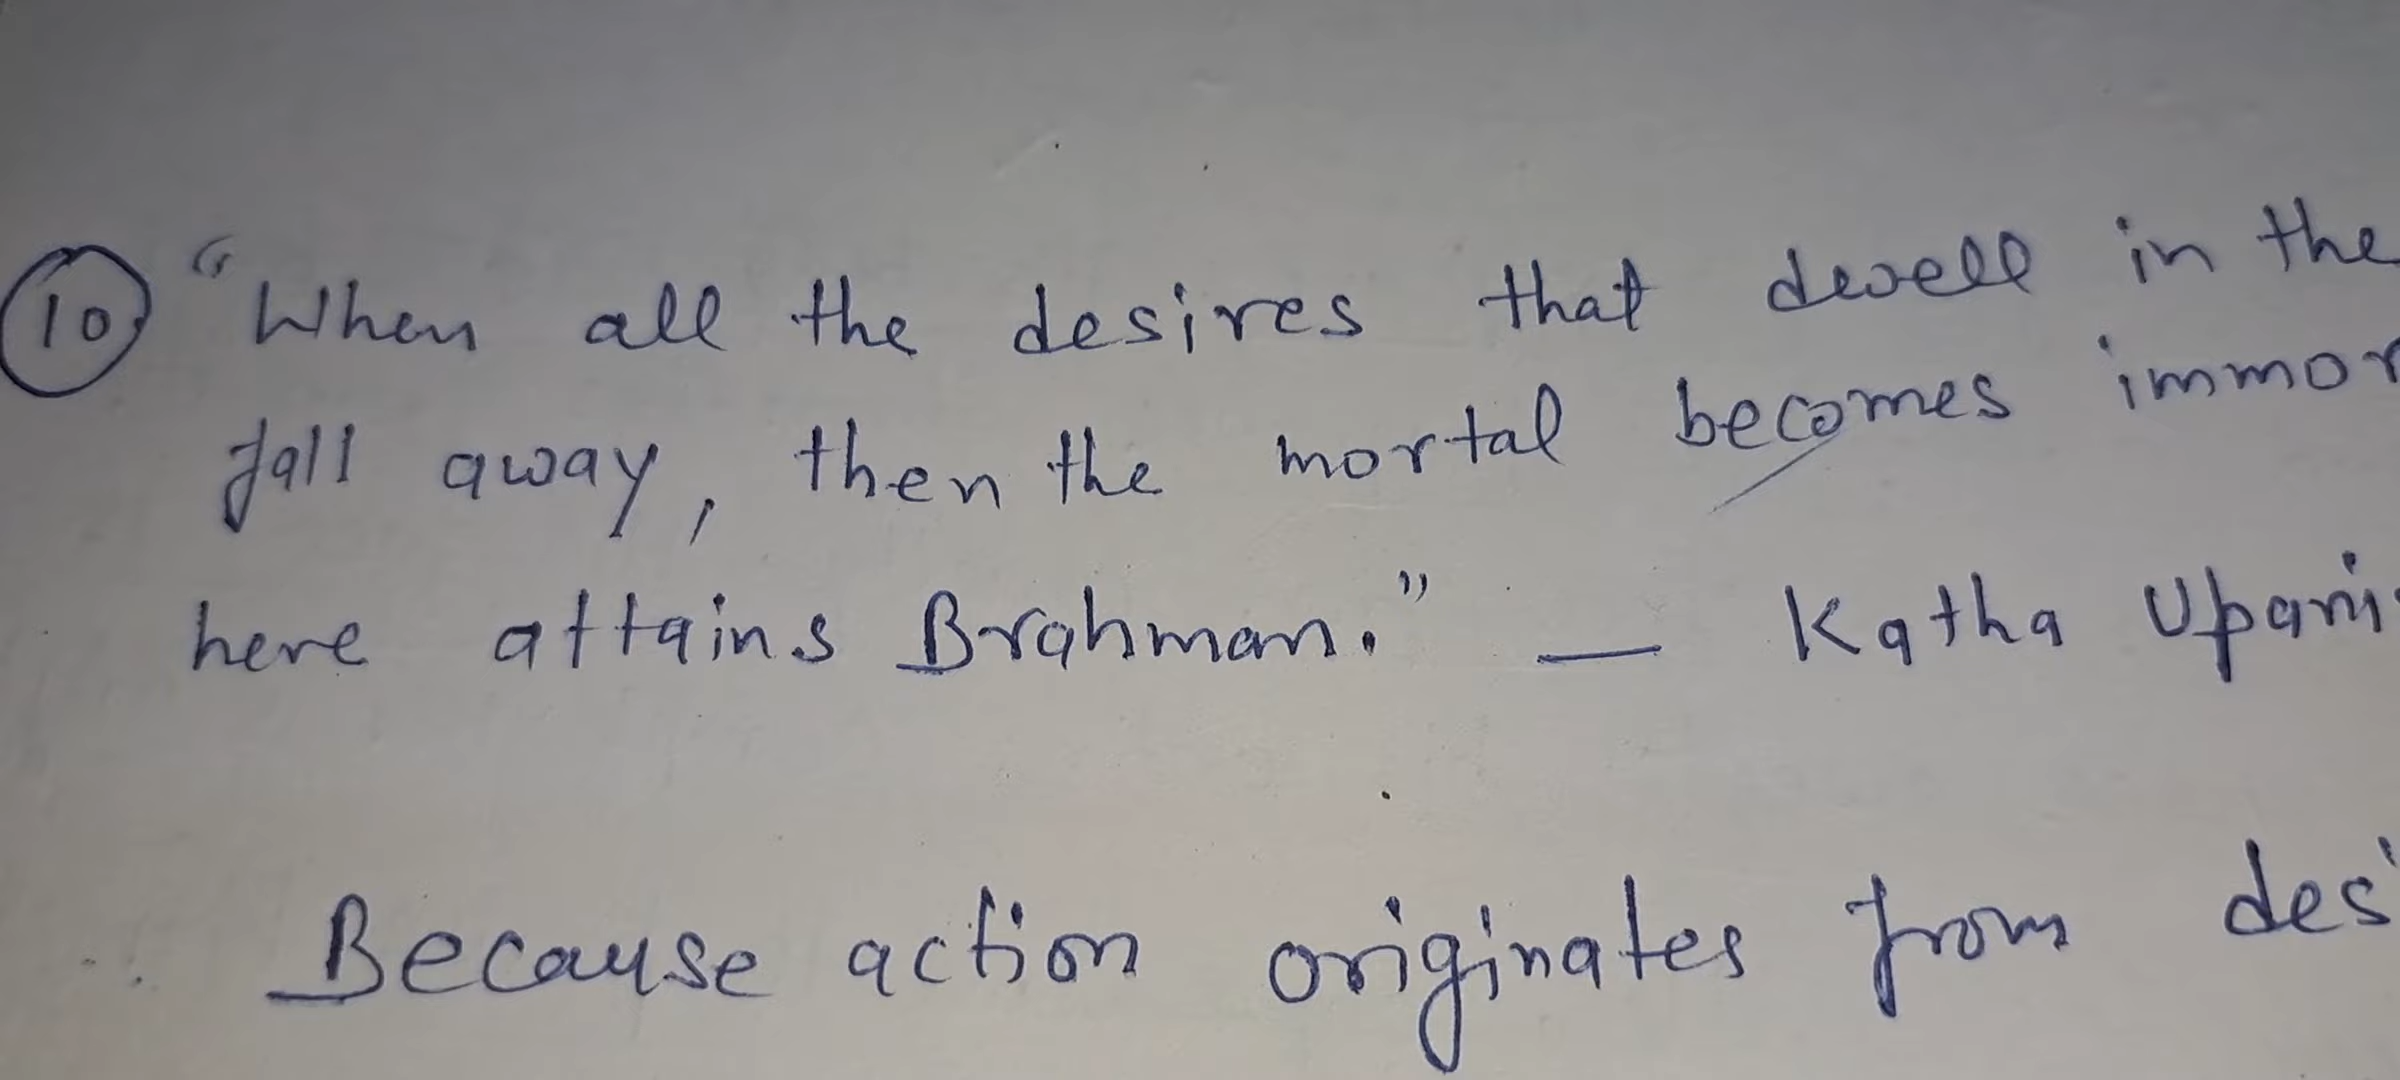 10 "When all the desires that dwell in the
fall away, then the mortal becomes immor
here attains Brahman." — Katha Upanis
Because action originates from des